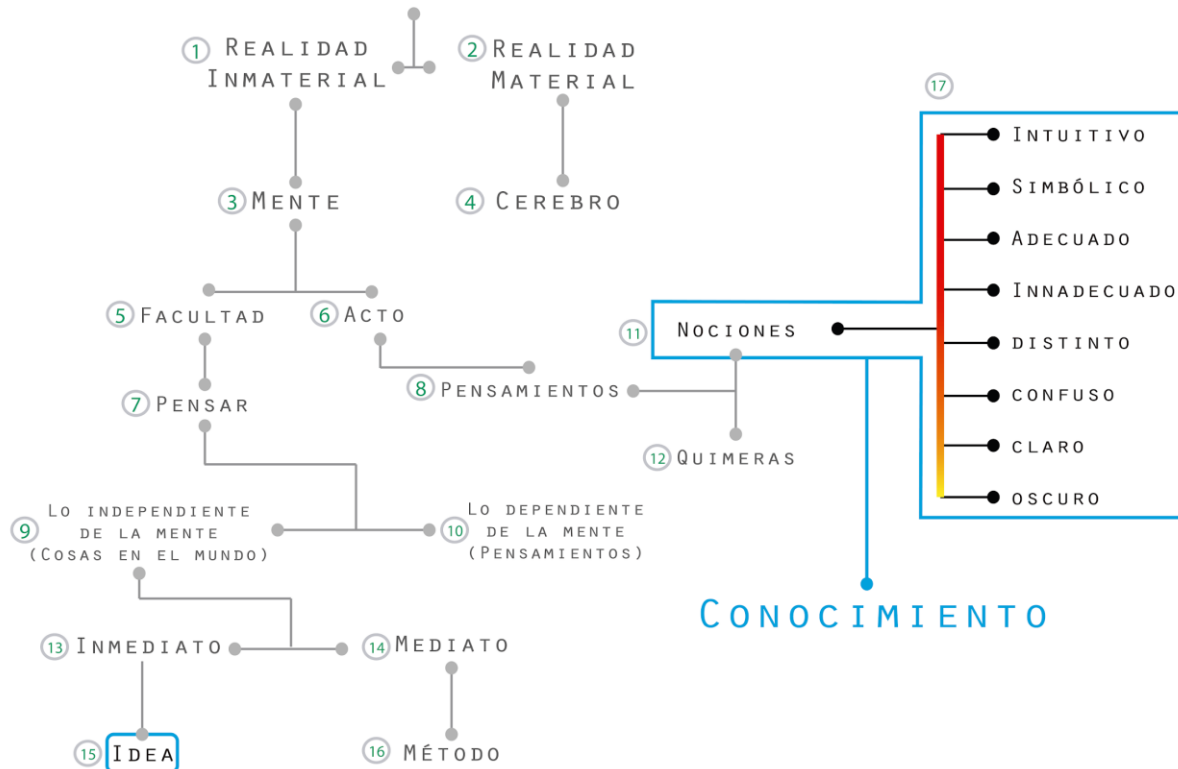 1 REALIDAD INMATERIAL
2 REALIDAD MATERIAL
17
INTUITIVO
SIMBÓLICO
3 MENTE
4 CEREBRO
ADECUADO
INNADECUADO
5 FACULTAD
6 ACTO
11 NOCIONES
DISTINTO
8 PENSAMIENTOS
7 PENSAR
CONFUSO
CLARO
12 QUIMERAS
OSCURO
9 LO INDEPENDIENTE
DE LA MENTE
(COSAS EN EL MUNDO)
10 LO DEPENDIENTE
DE LA MENTE
(PENSAMIENTOS)
CONOCIMIENTO
13 INMEDIATO
14 MEDIATO
15 IDEA
16 MÉTODO